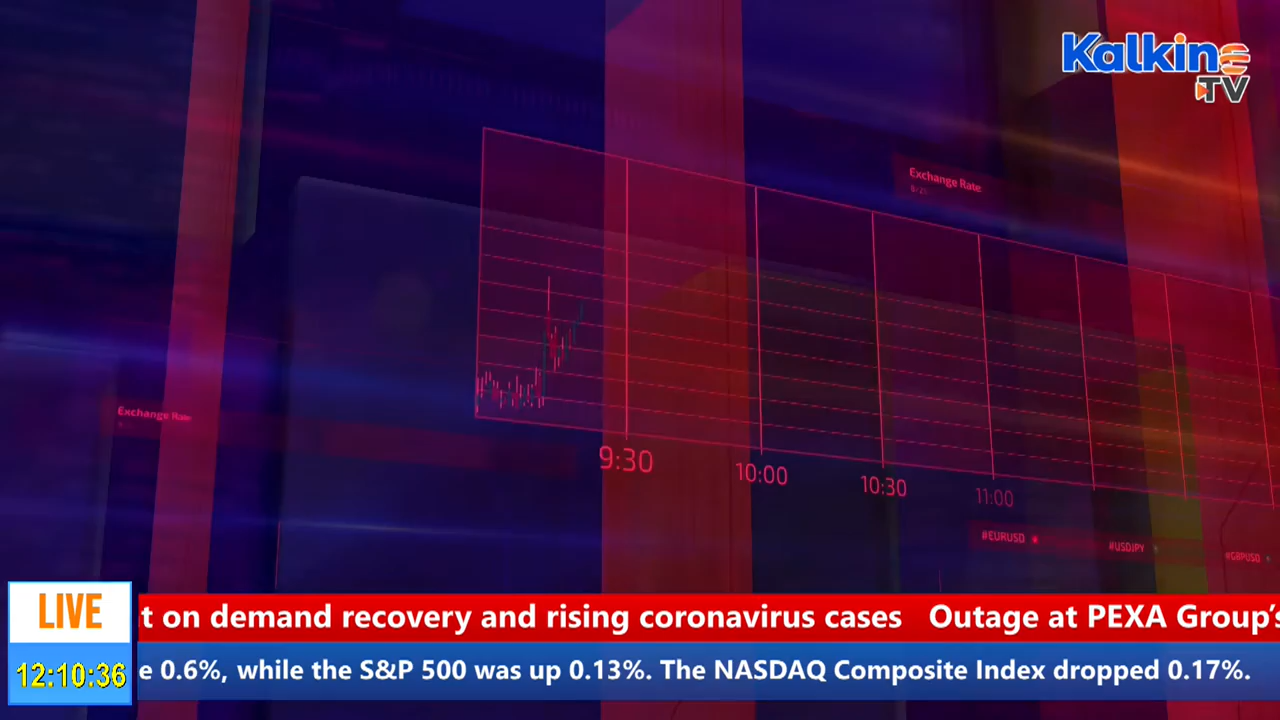 Kalkine
TV
Exchange Rate
Exchange Rate
9:30
10:00
10:30
11:00
#EURUSD
#USDJPY
#GBPUSD
LIVE
t on demand recovery and rising coronavirus cases Outage at PEXA Group's
12:10:36
e 0.6%, while the S&P 500 was up 0.13%. The NASDAQ Composite Index dropped 0.17%.